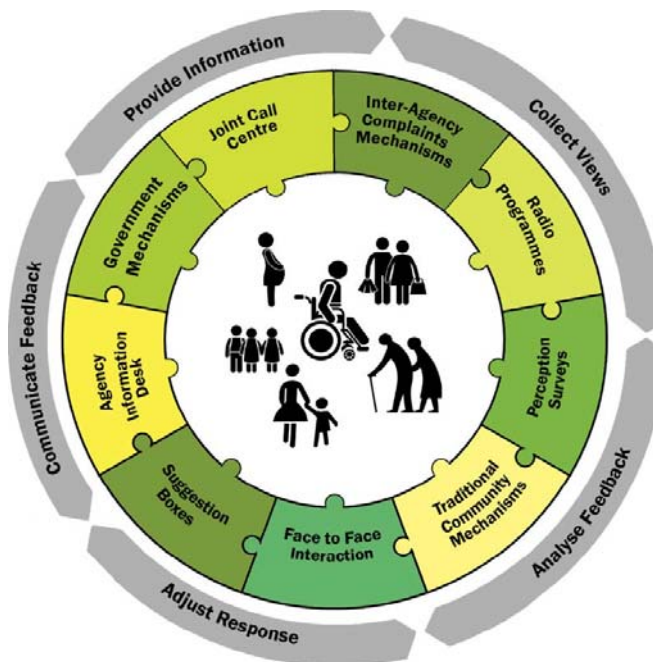 Provide Information
Collect Views
Analyse Feedback
Adjust Response
Communicate Feedback
Joint Call
Centre
Inter-Agency
Complaints
Mechanisms
Radio
Programmes
Perception
Surveys
Traditional
Community
Mechanisms
Face to Face
Interaction
Suggestion
Boxes
Agency
Information
Desk
Government
Mechanisms